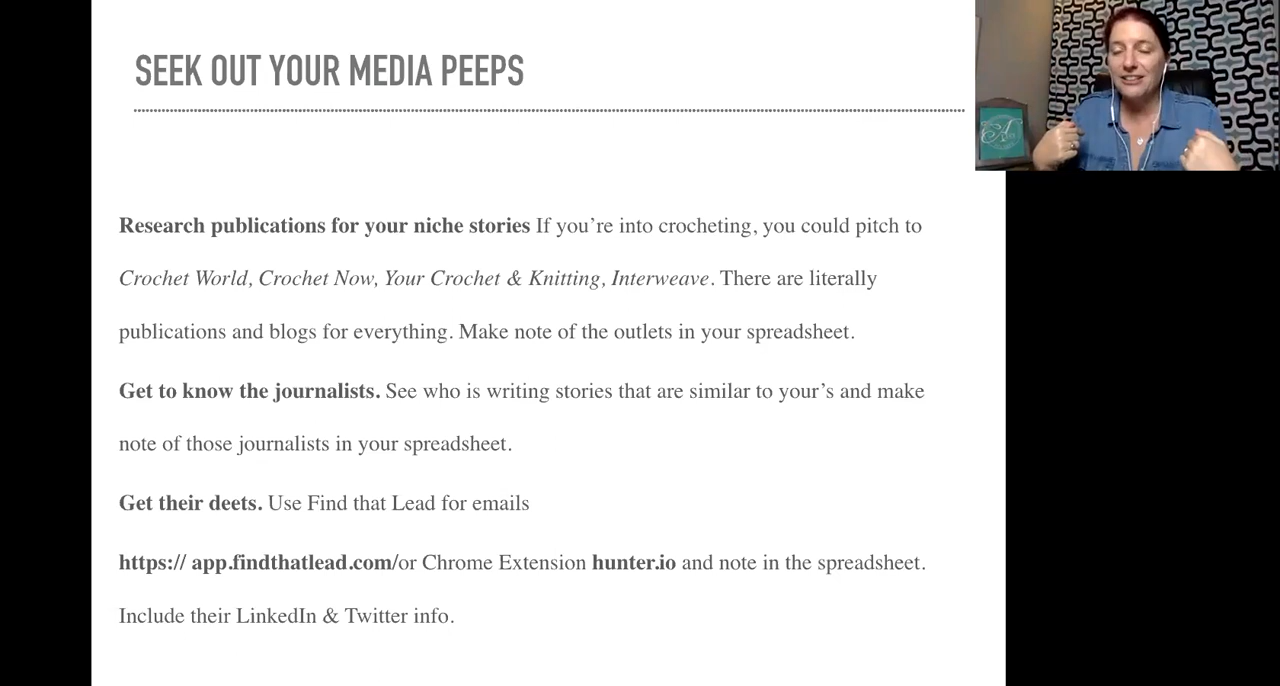 SEEK OUT YOUR MEDIA PEEPS
Research publications for your niche stories If you’re into crocheting, you could pitch to
Crochet World, Crochet Now, Your Crochet & Knitting, Interweave. There are literally
publications and blogs for everything. Make note of the outlets in your spreadsheet.
Get to know the journalists. See who is writing stories that are similar to your’s and make
note of those journalists in your spreadsheet.
Get their deets. Use Find that Lead for emails
https:// app.findthatlead.com/or Chrome Extension hunter.io and note in the spreadsheet.
Include their LinkedIn & Twitter info.